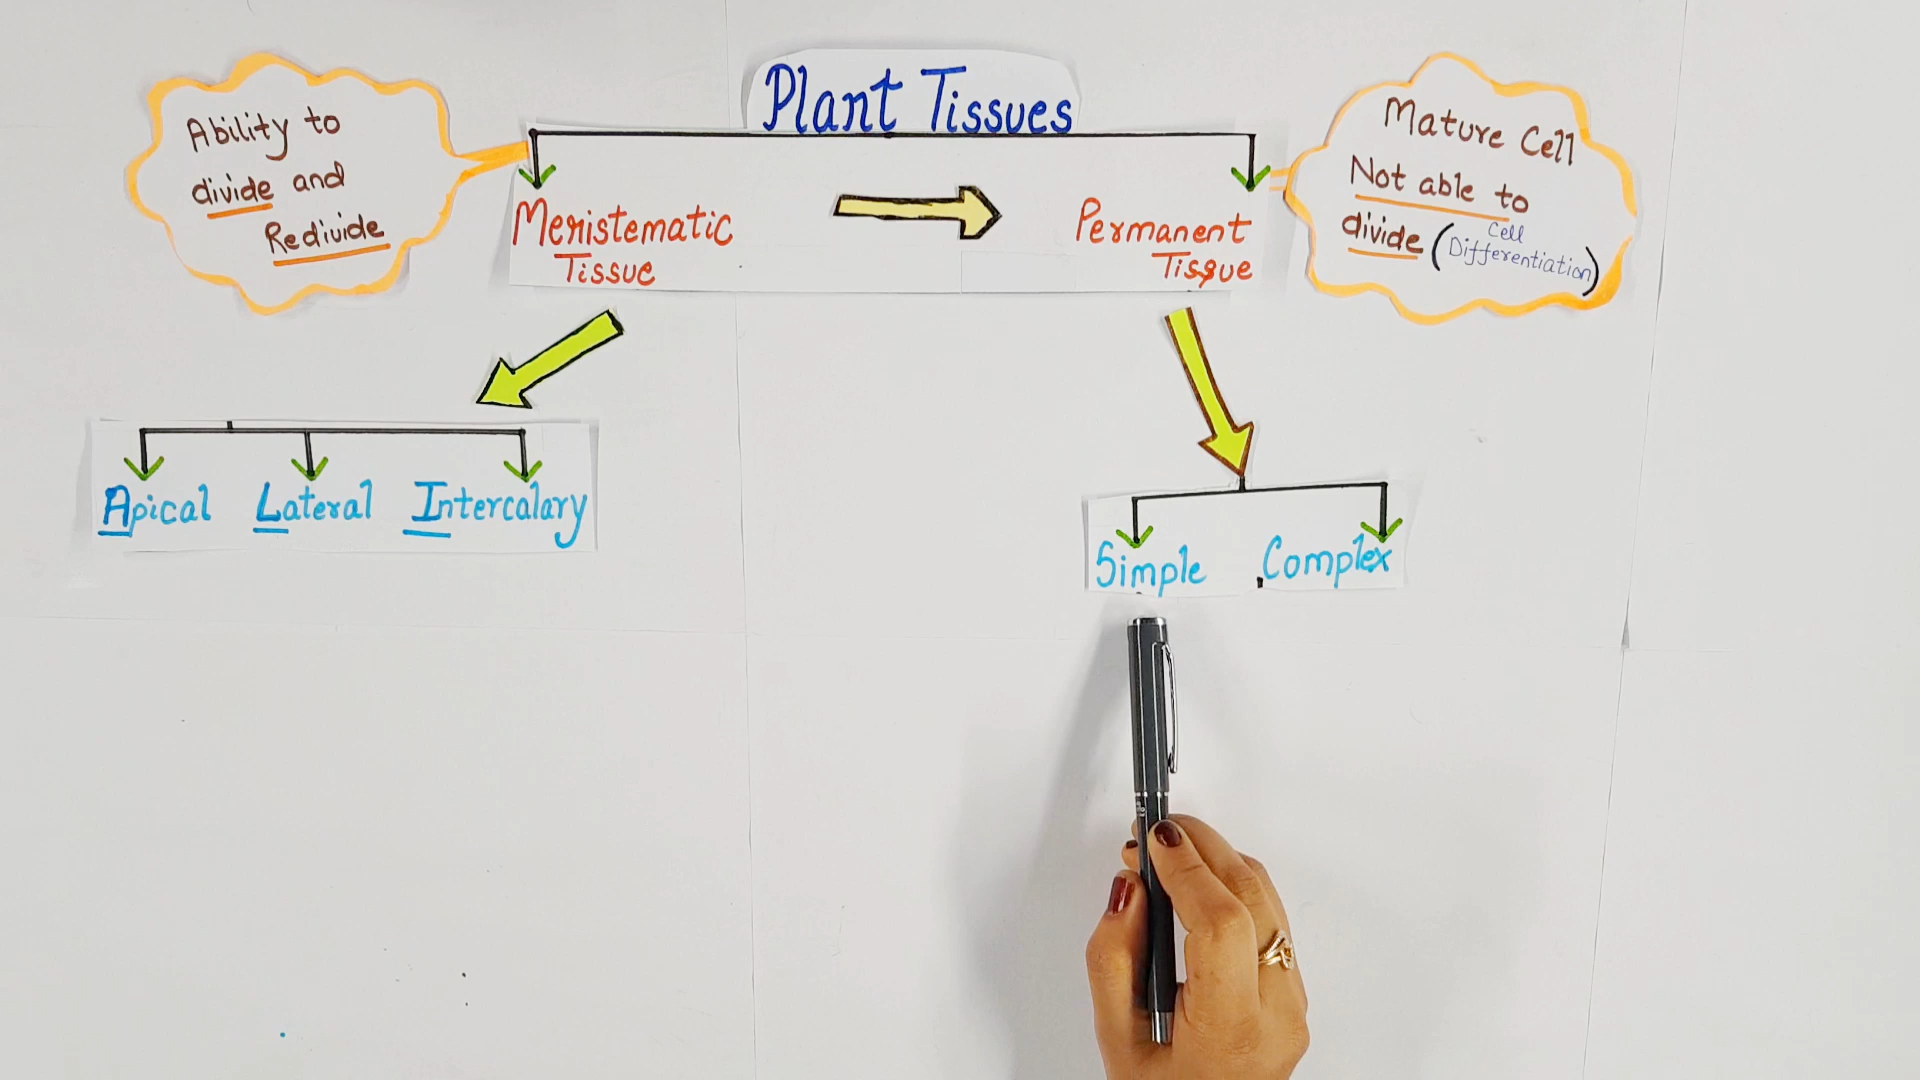 Plant Tissues
Ability to
divide and
Redivide
Meristematic
Tissue
Permanent
Tissue
Mature Cell
Not able to
divide (Cell
Differentiation)
Apical Lateral Intercalary
Simple Complex